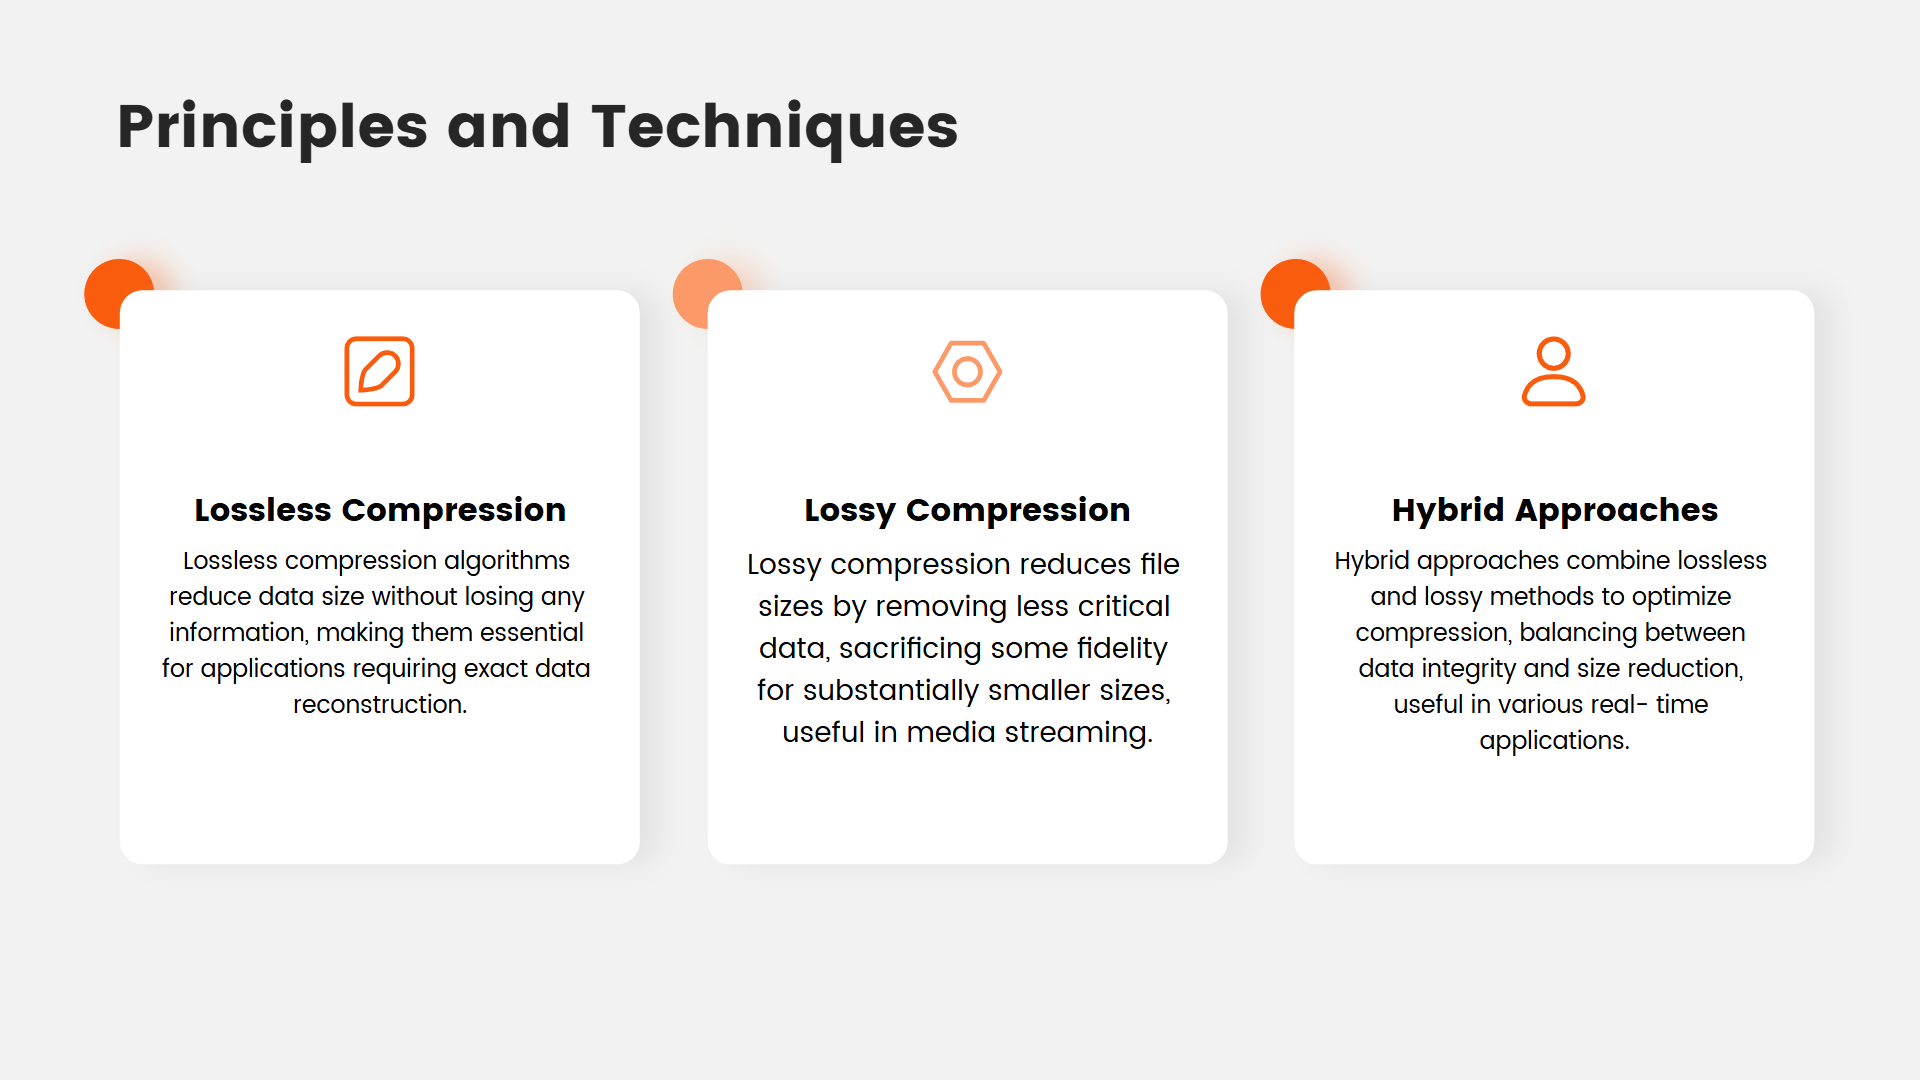 Principles and Techniques
Lossless Compression
Lossless compression algorithms
reduce data size without losing any
information, making them essential
for applications requiring exact data
reconstruction.
Lossy Compression
Lossy compression reduces file
sizes by removing less critical
data, sacrificing some fidelity
for substantially smaller sizes,
useful in media streaming.
Hybrid Approaches
Hybrid approaches combine lossless
and lossy methods to optimize
compression, balancing between
data integrity and size reduction,
useful in various real- time
applications.